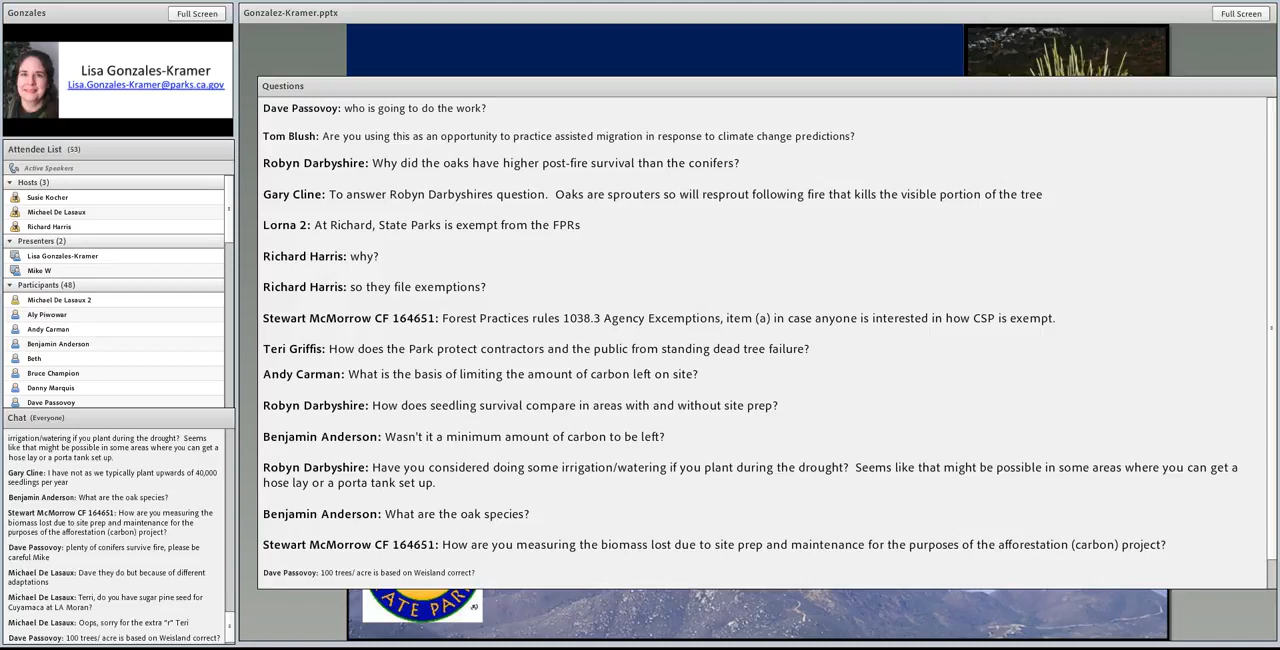 Gonzales
Full Screen
Lisa Gonzales-Kramer
Lisa.Gonzales-Kramer@parks.ca.gov
Attendee List (53)
Active Speakers
Hosts (3)
Susie Kocher
Michael De Lasaux
Richard Harris
Presenters (2)
Lisa Gonzales-Kramer
Mike W
Participants (48)
Michael De Lasaux 2
Aly Piwowar
Andy Carman
Benjamin Anderson
Beth
Bruce Champion
Danny Marquis
Dave Passovoy
Chat (Everyone)
irrigation/watering if you plant during the drought? Seems
like that might be possible in some areas where you can get a
hose lay or a porta tank set up.
Gary Cline: I have not as we typically plant upwards of 40,000
seedlings per year
Benjamin Anderson: What are the oak species?
Stewart McMorrow CF 164651: How are you measuring the
biomass lost due to site prep and maintenance for the
purposes of the afforestation (carbon) project?
Dave Passovoy: plenty of conifers survive fire, please be
careful Mike
Michael De Lasaux: Dave they do but because of different
adaptations
Michael De Lasaux: Terri, do you have sugar pine seed for
Cuyamaca at LA Moran?
Michael De Lasaux: Oops, sorry for the extra "r" Teri
Dave Passovoy: 100 trees/ acre is based on Weisland correct?
Gonzalez-Kramer.pptx
Full Screen
Questions
Dave Passovoy: who is going to do the work?
Tom Blush: Are you using this as an opportunity to practice assisted migration in response to climate change predictions?
Robyn Darbyshire: Why did the oaks have higher post-fire survival than the conifers?
Gary Cline: To answer Robyn Darbyshires question. Oaks are sprouters so will resprout following fire that kills the visible portion of the tree
Lorna 2: At Richard, State Parks is exempt from the FPRs
Richard Harris: why?
Richard Harris: so they file exemptions?
Stewart McMorrow CF 164651: Forest Practices rules 1038.3 Agency Excemptions, item (a) in case anyone is interested in how CSP is exempt.
Teri Griffis: How does the Park protect contractors and the public from standing dead tree failure?
Andy Carman: What is the basis of limiting the amount of carbon left on site?
Robyn Darbyshire: How does seedling survival compare in areas with and without site prep?
Benjamin Anderson: Wasn't it a minimum amount of carbon to be left?
Robyn Darbyshire: Have you considered doing some irrigation/watering if you plant during the drought? Seems like that might be possible in some areas where you can get a
hose lay or a porta tank set up.
Benjamin Anderson: What are the oak species?
Stewart McMorrow CF 164651: How are you measuring the biomass lost due to site prep and maintenance for the purposes of the afforestation (carbon) project?
Dave Passovoy: 100 trees/ acre is based on Weisland correct?
ATE PAR